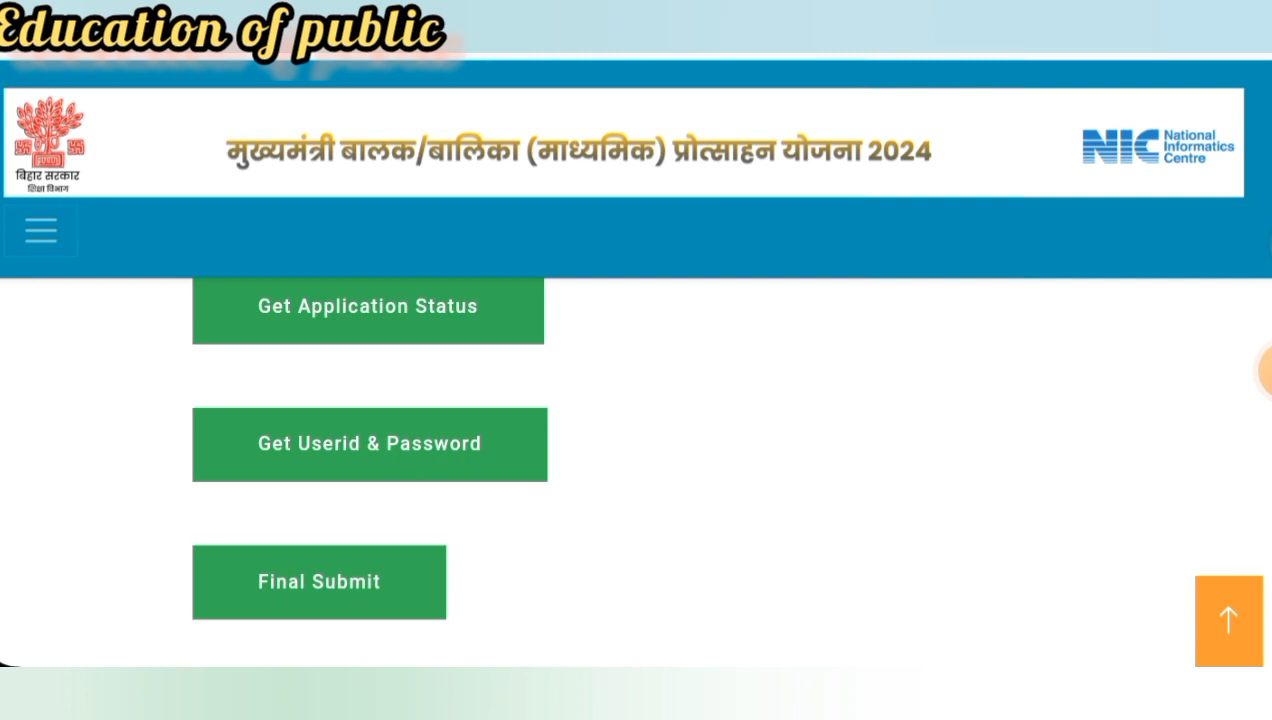 Education of public
मुख्यमंत्री बालक/बालिका (माध्यमिक) प्रोत्साहन योजना 2024
NIC National
Informatics
Centre
बिहार सरकार
शिक्षा विभाग
Get Application Status
Get Userid & Password
Final Submit